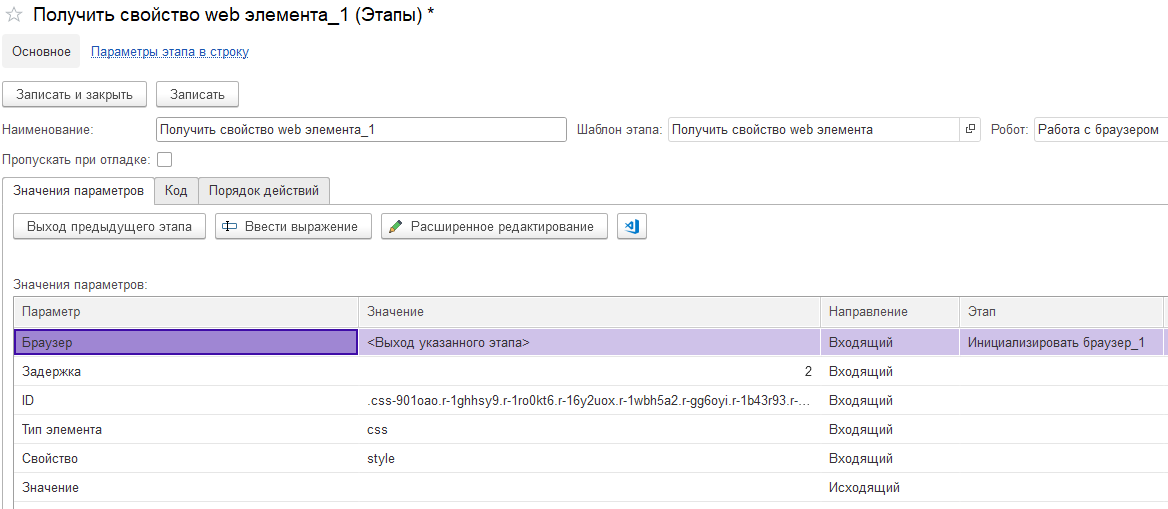 Получить свойство web элемента_1 (Этапы) *
Основное Параметры этапа в строку
Записать и закрыть Записать
Наименование: Получить свойство web элемента_1 Шаблон этапа: Получить свойство web элемента Робот: Работа с браузером
Пропускать при отладке:
Значения параметров Код Порядок действий
Выход предыдущего этапа Ввести выражение Расширенное редактирование
Значения параметров:
Параметр Значение Направление Этап
Браузер <Выход указанного этапа> Входящий Инициализировать браузер_1
Задержка 2 Входящий
ID .css-901oao.r-1ghhsy9.r-1ro0kt6.r-16y2uox.r-1wbh5a2.r-gg6oyi.r-1b43r93.r-... Входящий
Тип элемента css Входящий
Свойство style Входящий
Значение Исходящий